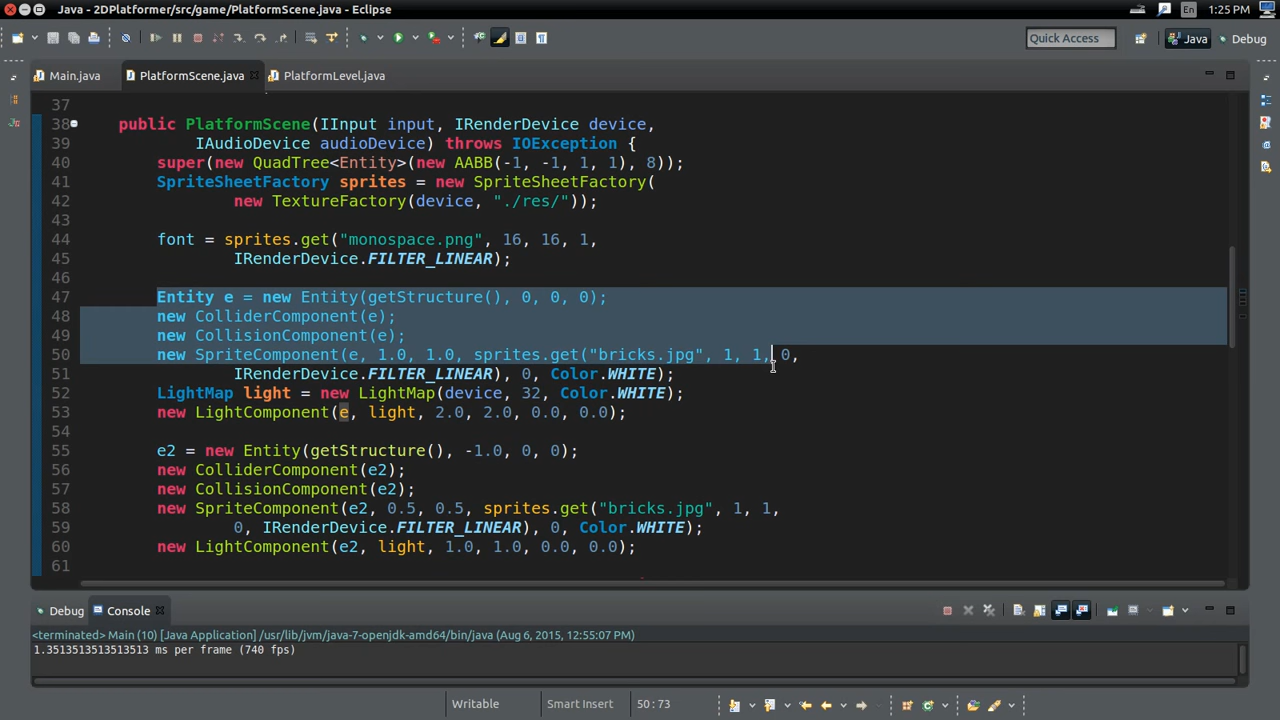 Java - 2DPlatformer/src/game/PlatformScene.java - Eclipse
En
1:25 PM
Quick Access
Java
Debug
Main.java
PlatformScene.java
PlatformLevel.java
37
38 public PlatformScene(IInput input, IRenderDevice device,
39 IAudioDevice audioDevice) throws IOException {
40 super(new QuadTree<Entity>(new AABB(-1, -1, 1, 1), 8));
41 SpriteSheetFactory sprites = new SpriteSheetFactory(
42 new TextureFactory(device, "./res/"));
43
44 font = sprites.get("monospace.png", 16, 16, 1,
45 IRenderDevice.FILTER_LINEAR);
46
47 Entity e = new Entity(getStructure(), 0, 0, 0);
48 new ColliderComponent(e);
49 new CollisionComponent(e);
50 new SpriteComponent(e, 1.0, 1.0, sprites.get("bricks.jpg", 1, 1, 0,
51 IRenderDevice.FILTER_LINEAR), 0, Color.WHITE);
52 LightMap light = new LightMap(device, 32, Color.WHITE);
53 new LightComponent(e, light, 2.0, 2.0, 0.0, 0.0);
54
55 e2 = new Entity(getStructure(), -1.0, 0, 0);
56 new ColliderComponent(e2);
57 new CollisionComponent(e2);
58 new SpriteComponent(e2, 0.5, 0.5, sprites.get("bricks.jpg", 1, 1,
59 0, IRenderDevice.FILTER_LINEAR), 0, Color.WHITE);
60 new LightComponent(e2, light, 1.0, 1.0, 0.0, 0.0);
61
Debug
Console
<terminated> Main (10) [Java Application] /usr/lib/jvm/java-7-openjdk-amd64/bin/java (Aug 6, 2015, 12:55:07 PM)
1.3513513513513513 ms per frame (740 fps)
Writable
Smart Insert
50 : 73